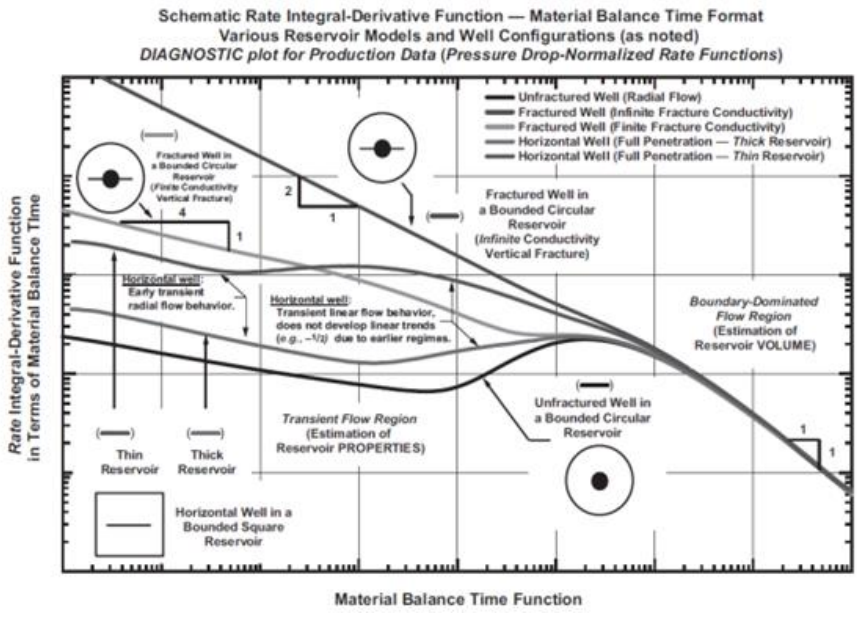 Schematic Rate Integral-Derivative Function — Material Balance Time Format
Various Reservoir Models and Well Configurations (as noted)
DIAGNOSTIC plot for Production Data (Pressure Drop-Normalized Rate Functions)
Unfractured Well (Radial Flow)
Fractured Well (Infinite Fracture Conductivity)
Fractured Well (Finite Fracture Conductivity)
Horizontal Well (Full Penetration — Thick Reservoir)
Horizontal Well (Full Penetration — Thin Reservoir)
(—)
Fractured Well in
a Bounded Circular
Reservoir
(Finite Conductivity
Vertical Fracture)
4
1
2
1
(—)
Fractured Well in
a Bounded Circular
Reservoir
(Infinite Conductivity
Vertical Fracture)
Horizontal well:
Early transient
radial flow behavior.
Horizontal well:
Transient linear flow behavior,
does not develop linear trends
(e.g., –1/2) due to earlier regimes.
Boundary-Dominated
Flow Region
(Estimation of
Reservoir VOLUME)
(—)
Unfractured Well in
a Bounded Circular
Reservoir
Transient Flow Region
(Estimation of
Reservoir PROPERTIES)
1
1
(—)
Thin
Reservoir
(—)
Thick
Reservoir
Horizontal Well in a
Bounded Square
Reservoir
Rate Integral-Derivative Function
in Terms of Material Balance Time
Material Balance Time Function